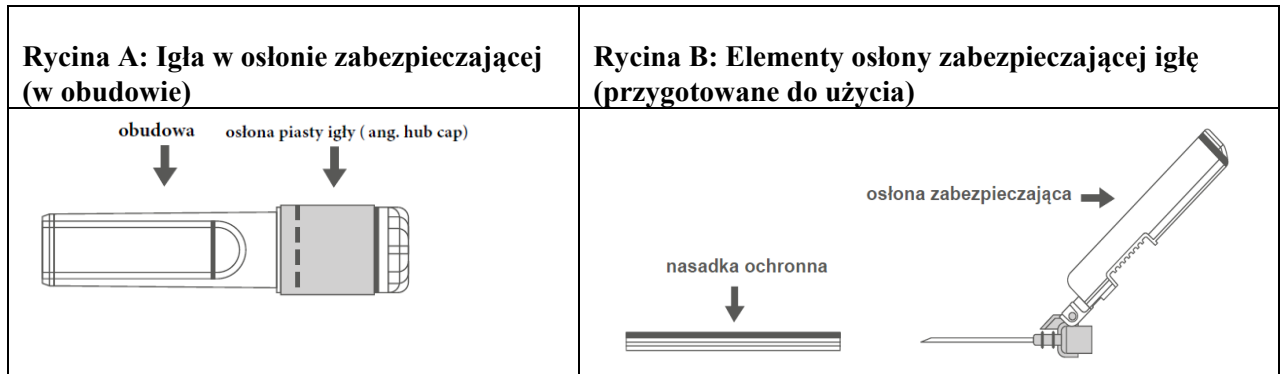 Rycina A: Igła w osłonie zabezpieczającej
(w obudowie)
Rycina B: Elementy osłony zabezpieczającej igłę
(przygotowane do użycia)
obudowa
osłona piasty igły ( ang. hub cap)
osłona zabezpieczająca
nasadka ochronna